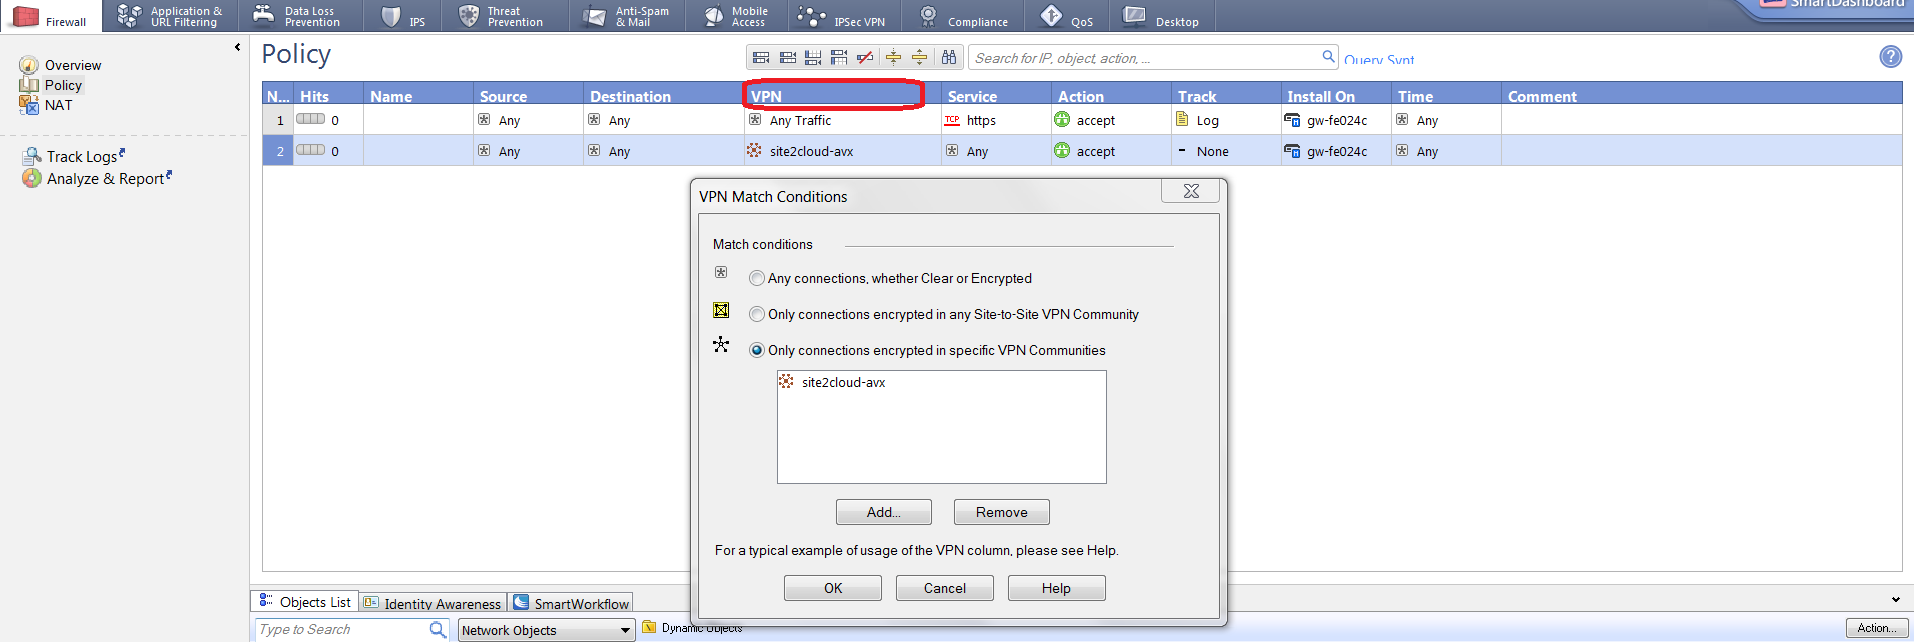 Firewall
Application & URL Filtering
Data Loss Prevention
IPS
Threat Prevention
Anti-Spam & Mail
Mobile Access
IPSec VPN
Compliance
QoS
Desktop
SmartDashboard
Overview
Policy
NAT
Track Logs
Analyze & Report
Policy
Search for IP, object, action, ...
Query Synt
N... Hits Name Source Destination VPN Service Action Track Install On Time Comment
1 0 Any Any Any Traffic TCP https accept Log gw-fe024c Any
2 0 Any Any site2cloud-avx Any accept - None gw-fe024c Any
VPN Match Conditions
Match conditions
Any connections, whether Clear or Encrypted
Only connections encrypted in any Site-to-Site VPN Community
Only connections encrypted in specific VPN Communities
site2cloud-avx
Add... Remove
For a typical example of usage of the VPN column, please see Help.
OK Cancel Help
Objects List Identity Awareness SmartWorkflow
Type to Search Network Objects Dynamic Objects Action...